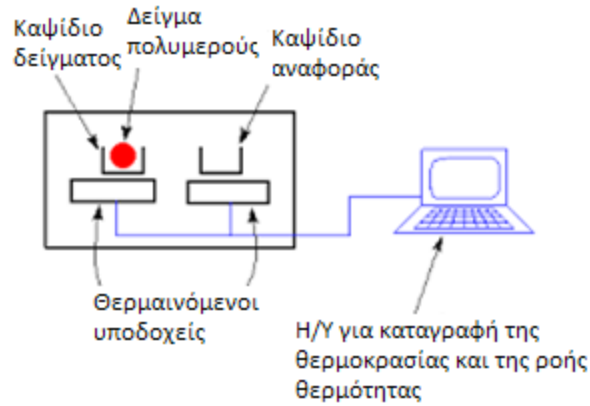 Καψίδιο
δείγματος
Δείγμα
πολυμερούς
Καψίδιο
αναφοράς
Θερμαινόμενοι
υποδοχείς
Η/Υ για καταγραφή της
θερμοκρασίας και της ροής
θερμότητας